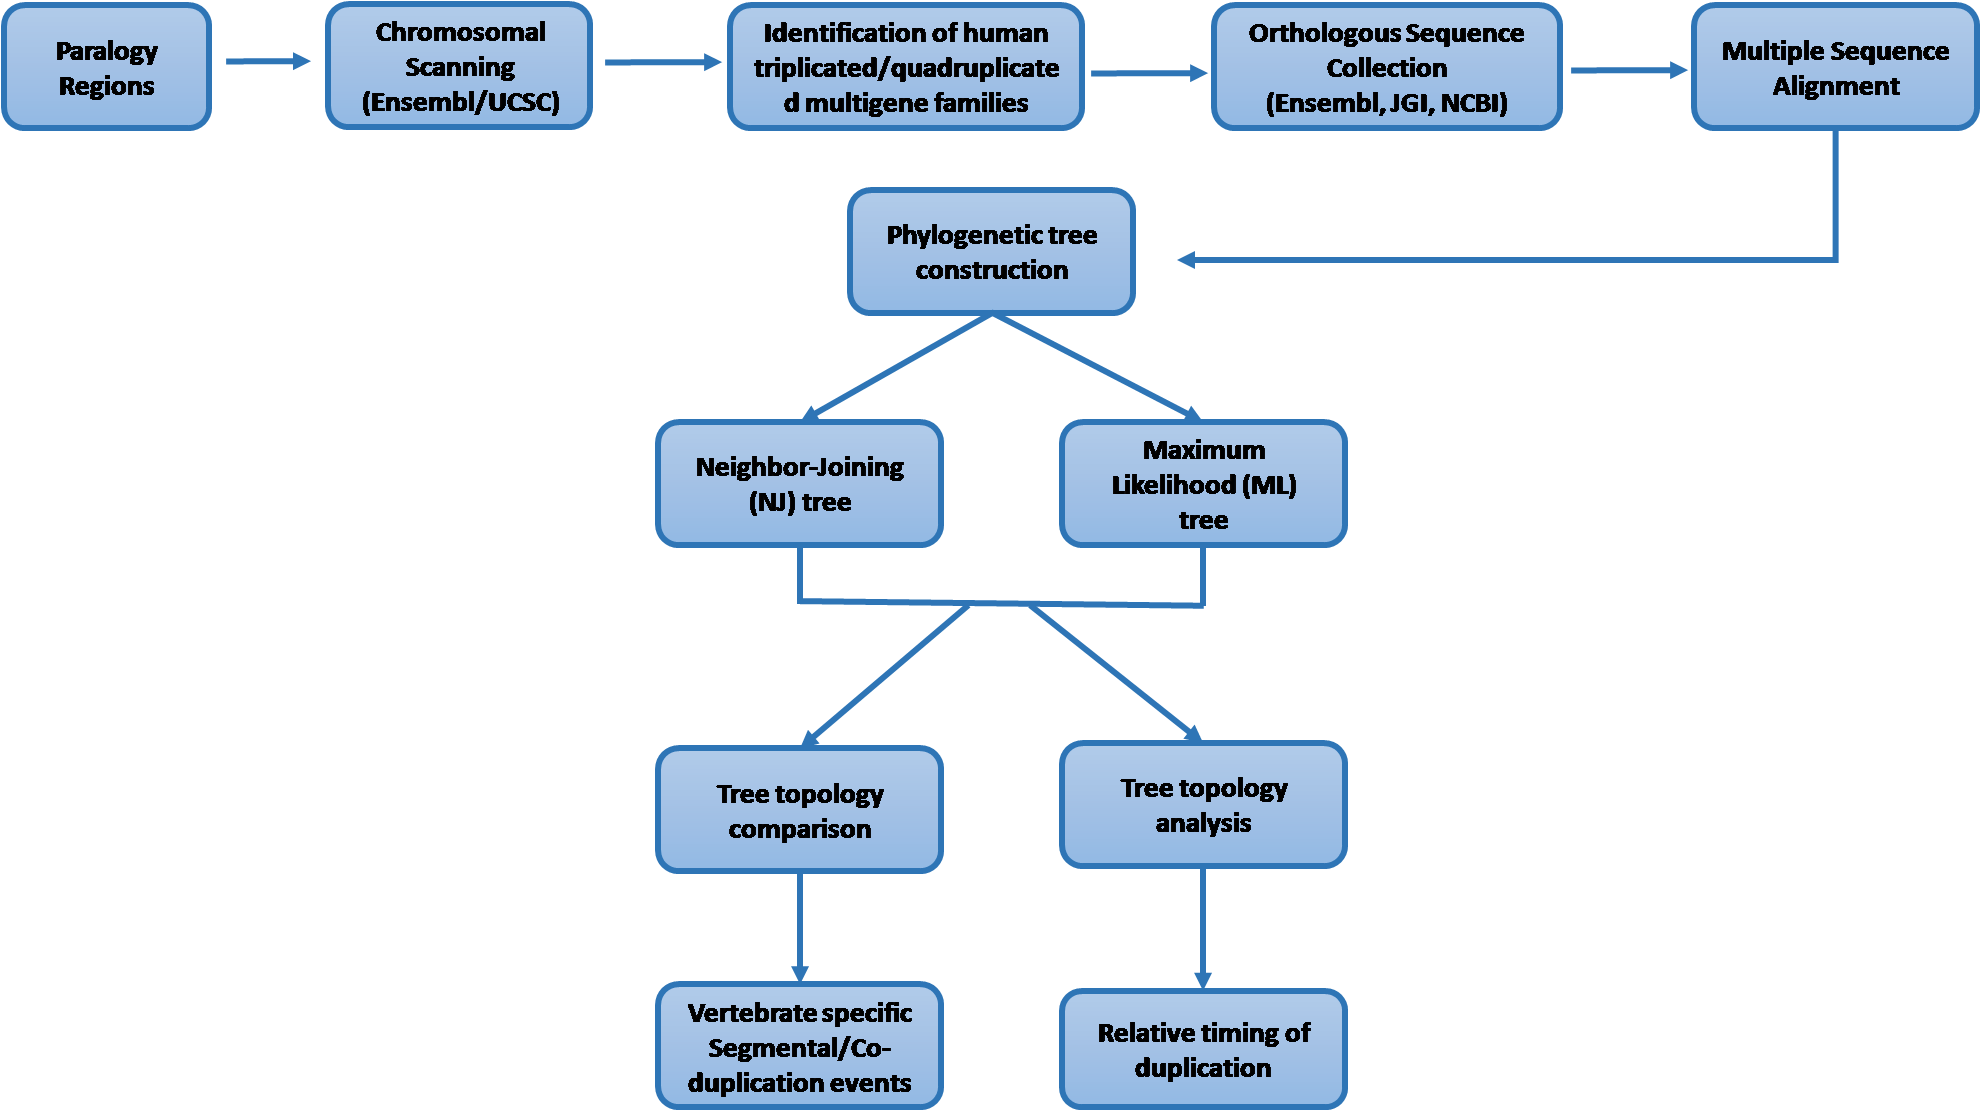 Paralogy
Regions
Chromosomal
Scanning
(Ensembl/UCSC)
Identification of human
triplicated/quadruplicate
d multigene families
Orthologous Sequence
Collection
(Ensembl, JGI, NCBI)
Multiple Sequence
Alignment
Phylogenetic tree
construction
Neighbor-Joining
(NJ) tree
Maximum
Likelihood (ML)
tree
Tree topology
comparison
Tree topology
analysis
Vertebrate specific
Segmental/Co-
duplication events
Relative timing of
duplication